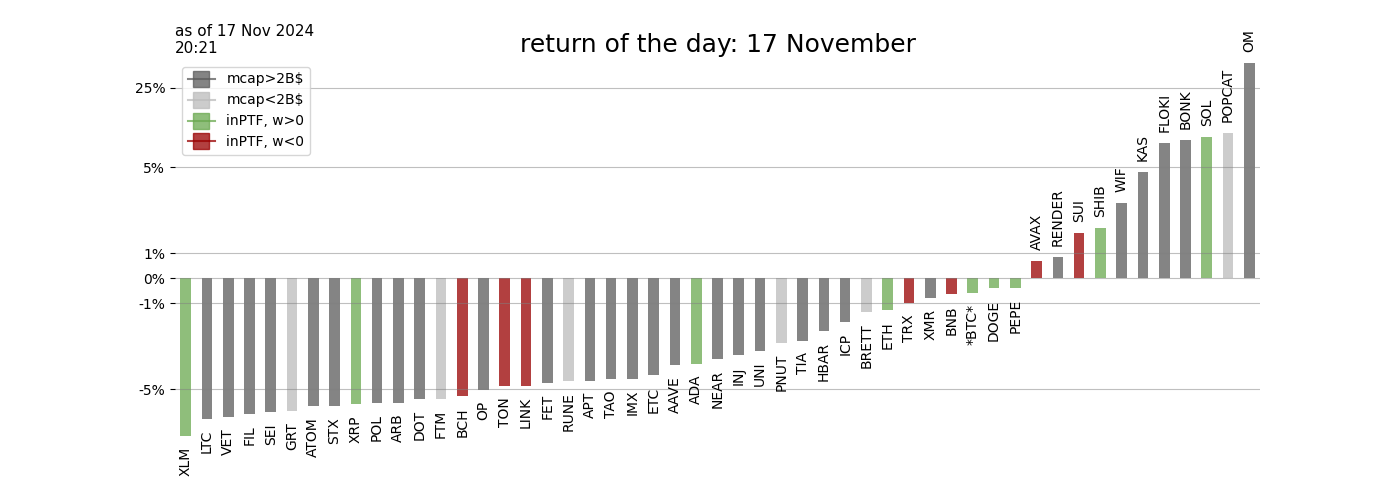 as of 17 Nov 2024
20:21
return of the day: 17 November
mcap>2B$
mcap<2B$
inPTF, w>0
inPTF, w<0
25%
5%
1%
0%
-1%
-5%
XLM
LTC
VET
FIL
SEI
GRT
ATOM
STX
XRP
POL
ARB
DOT
FTM
BCH
OP
TON
LINK
FET
RUNE
APT
TAO
IMX
ETC
AAVE
ADA
NEAR
INJ
UNI
PNUT
TIA
HBAR
ICP
BRETT
ETH
TRX
XMR
BNB
*BTC*
DOGE
PEPE
AVAX
RENDER
SUI
SHIB
WIF
KAS
FLOKI
BONK
SOL
POPCAT
OM